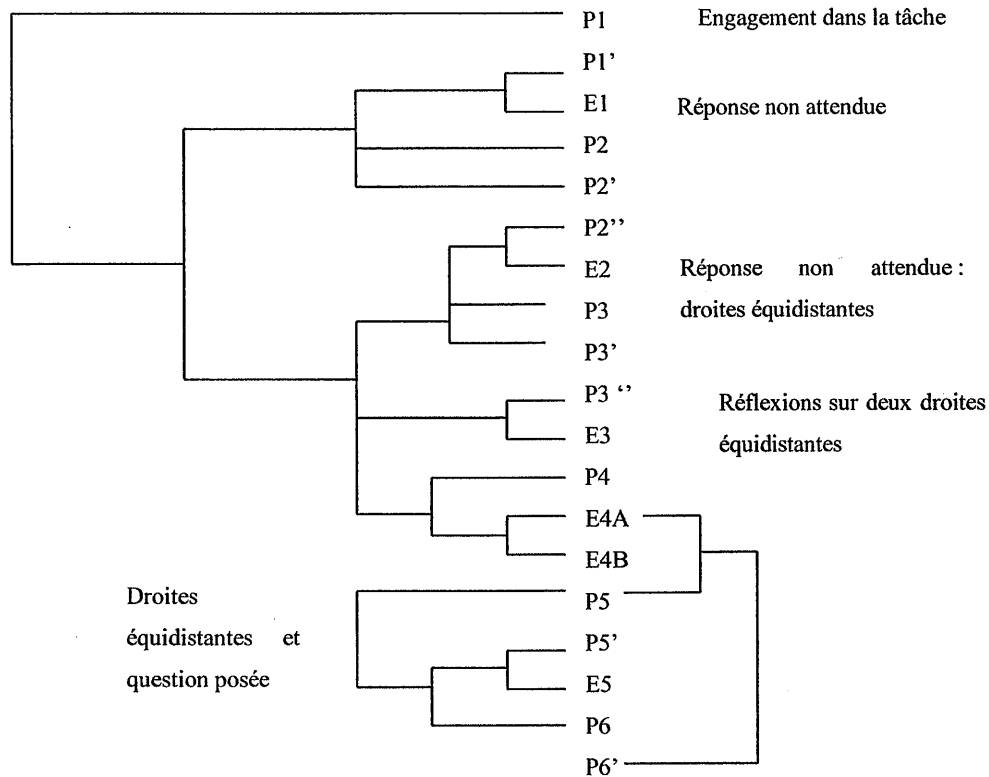 P1 Engagement dans la tâche
P1’
E1 Réponse non attendue
P2
P2’
P2’’
E2 Réponse non attendue :
P3 droites équidistantes
P3’
P3 ‘’ Réflexions sur deux droites
E3 équidistantes
P4
E4A
E4B
Droites
P5
équidistantes et
P5’
question posée
E5
P6
P6’